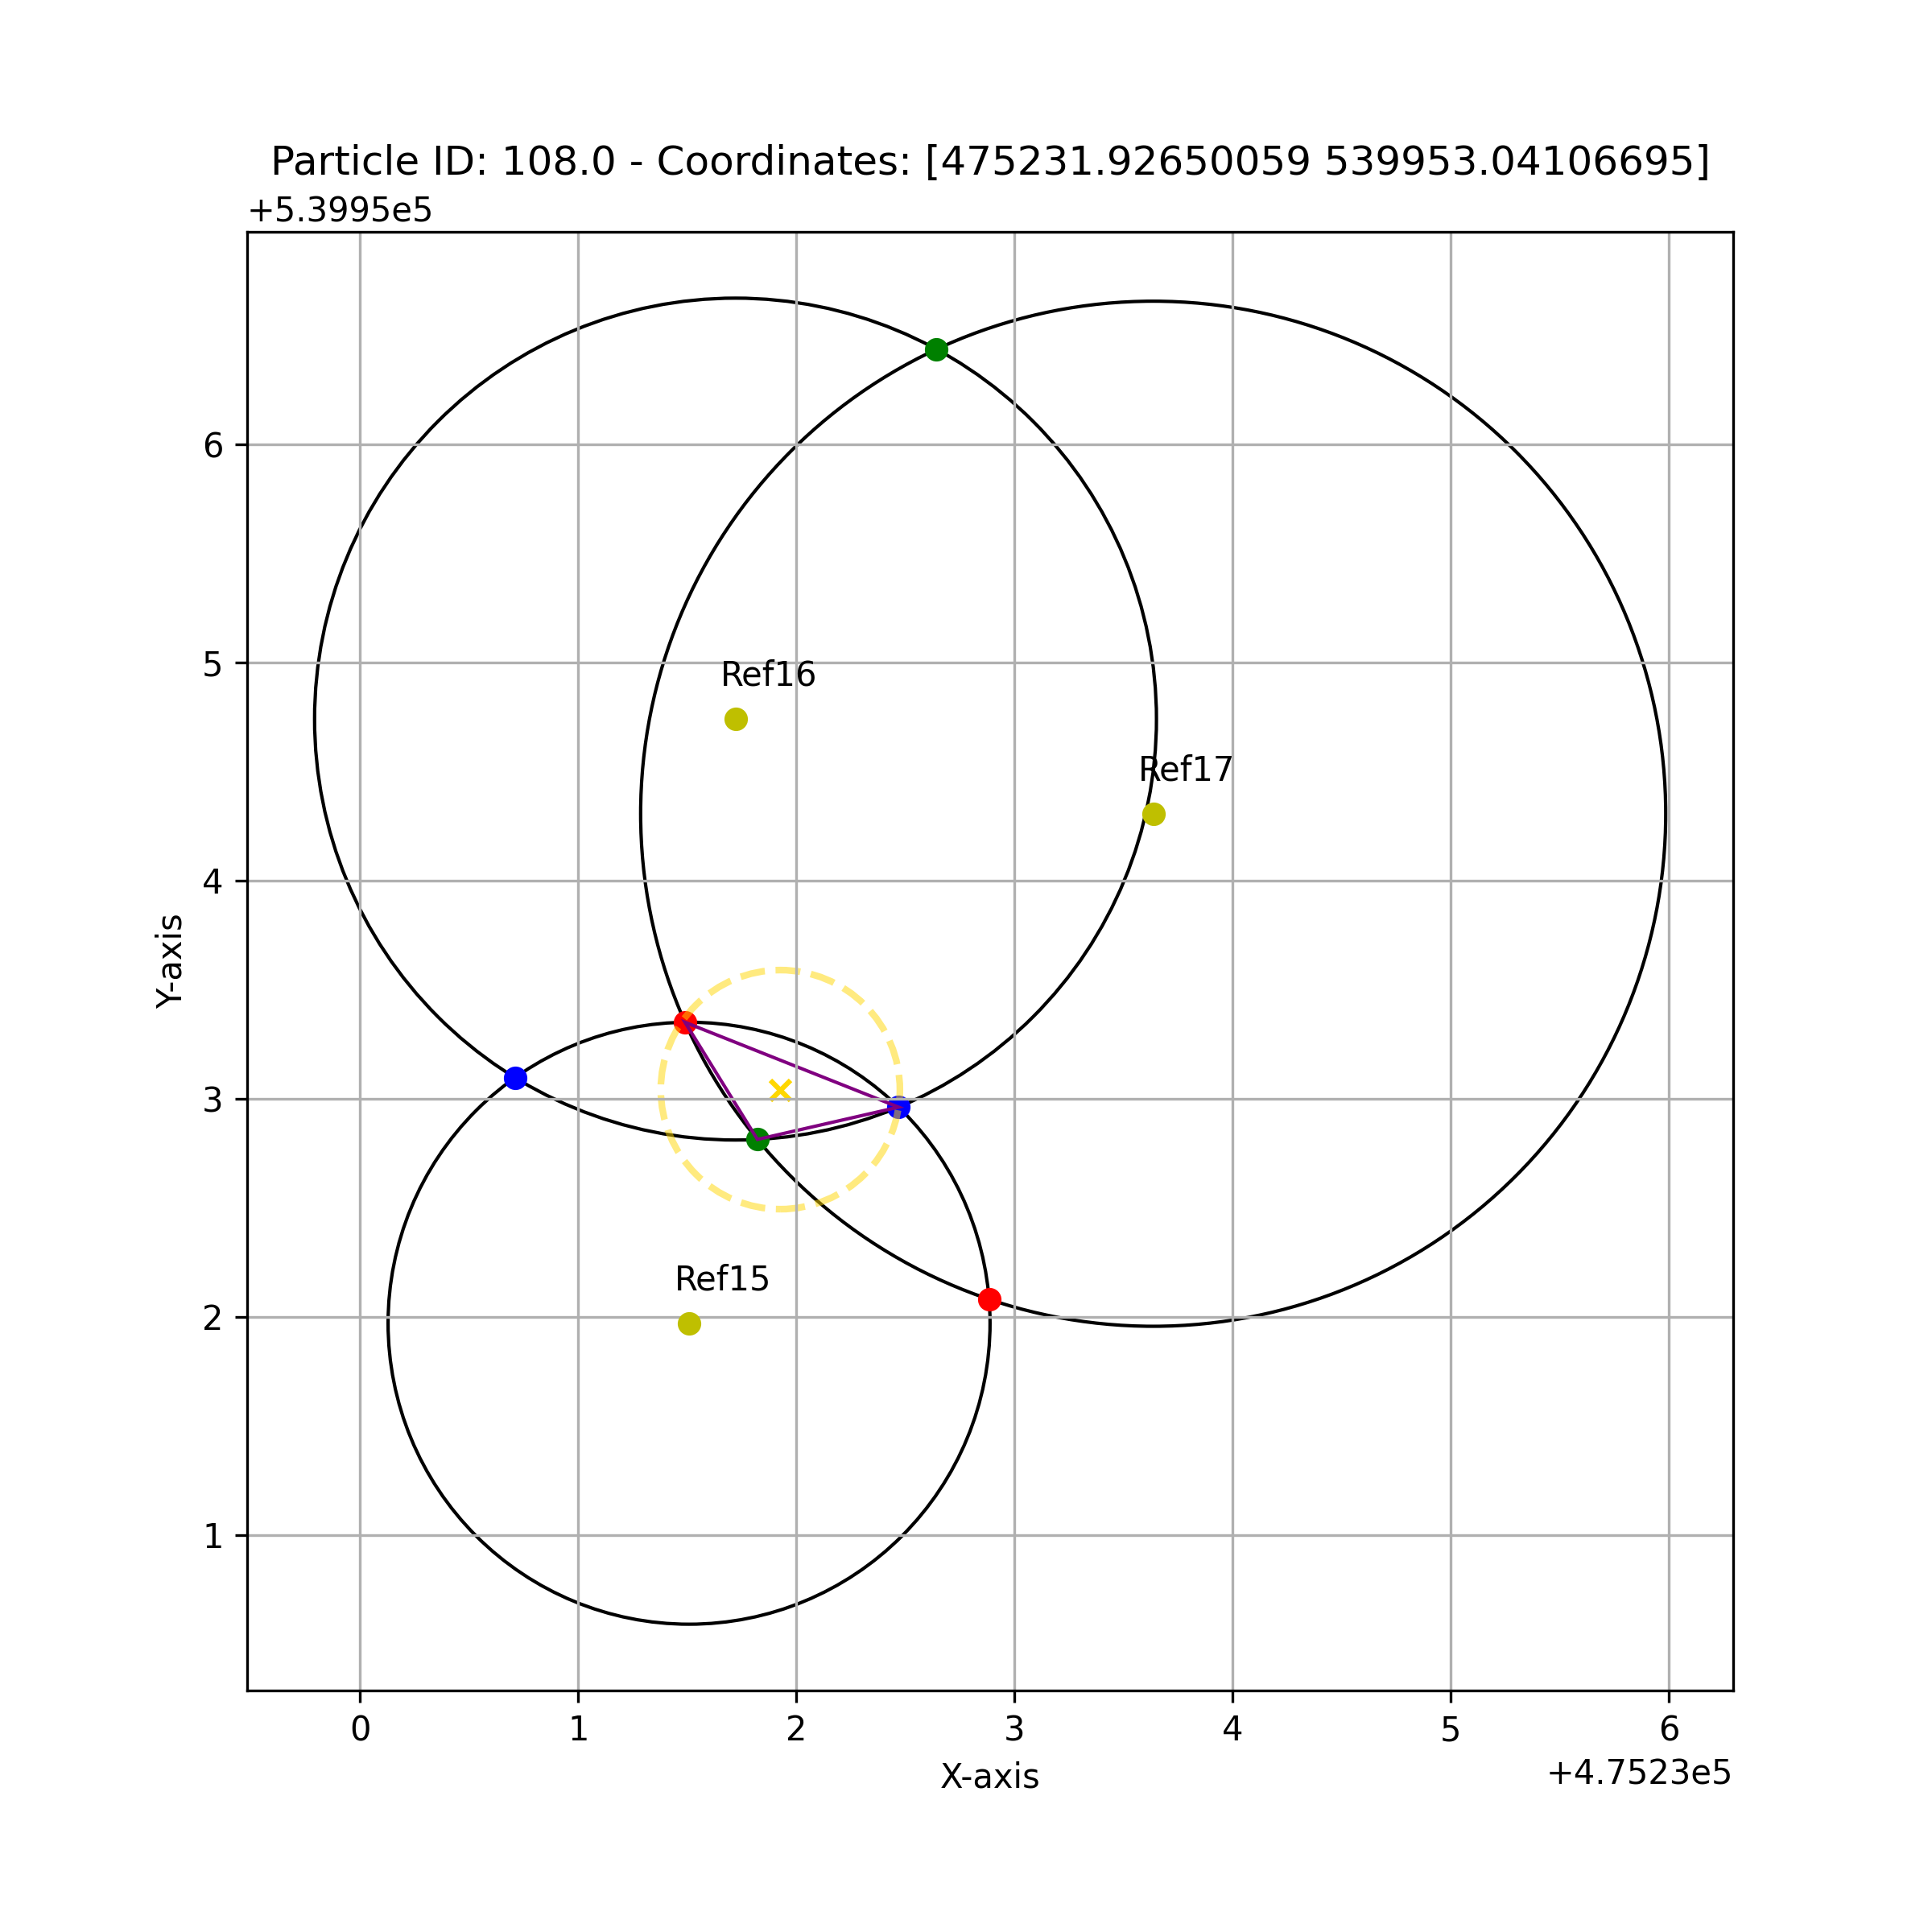 Particle ID: 108.0 - Coordinates: [475231.92650059 539953.04106695]
+5.3995e5
6
5
4
3
2
1
Y-axis
Ref16
Ref17
Ref15
0 1 2 3 4 5 6
X-axis
+4.7523e5